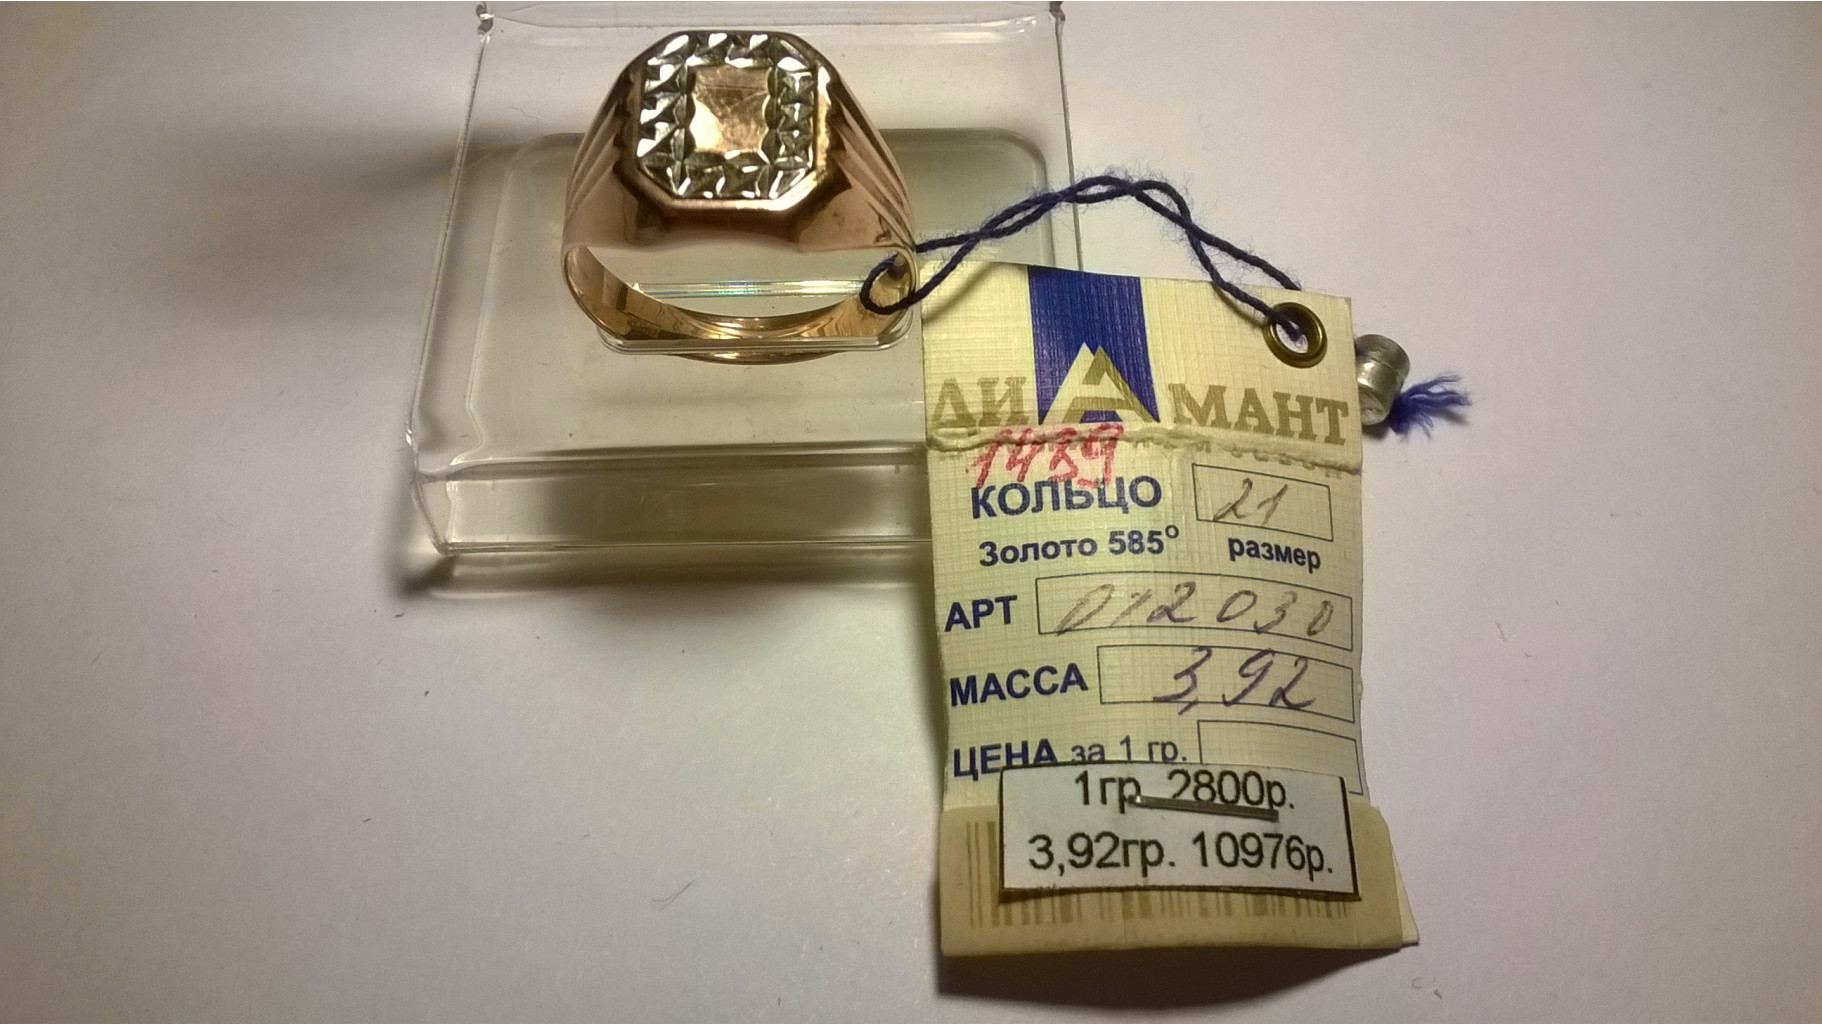 ДИАМАНТ
1489
КОЛЬЦО 21
Золото 585° размер
АРТ 012030
МАССА 3,92
ЦЕНА за 1 гр.
1гр. 2800р.
3,92гр. 10976р.